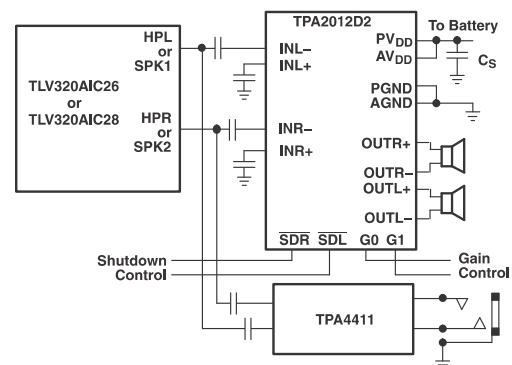 TPA2012D2
To Battery
HPL
or
SPK1
INL–
INL+
PVDD
AVDD
CS
TLV320AIC26
or
TLV320AIC28
PGND
AGND
HPR
or
SPK2
INR–
INR+
OUTR+
OUTR–
OUTL+
OUTL–
SDR SDL G0 G1
Shutdown
Control
Gain
Control
TPA4411